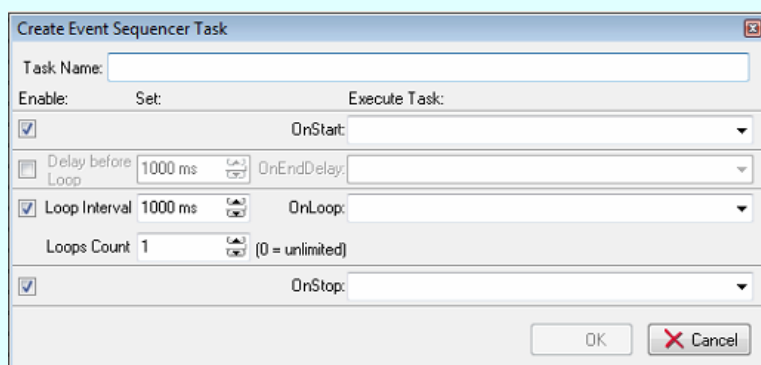 Create Event Sequencer Task
Task Name:
Enable: Set: Execute Task:
OnStart:
Delay before Loop 1000 ms OnEndDelay:
Loop Interval 1000 ms OnLoop:
Loops Count 1 (0 = unlimited)
OnStop:
OK Cancel